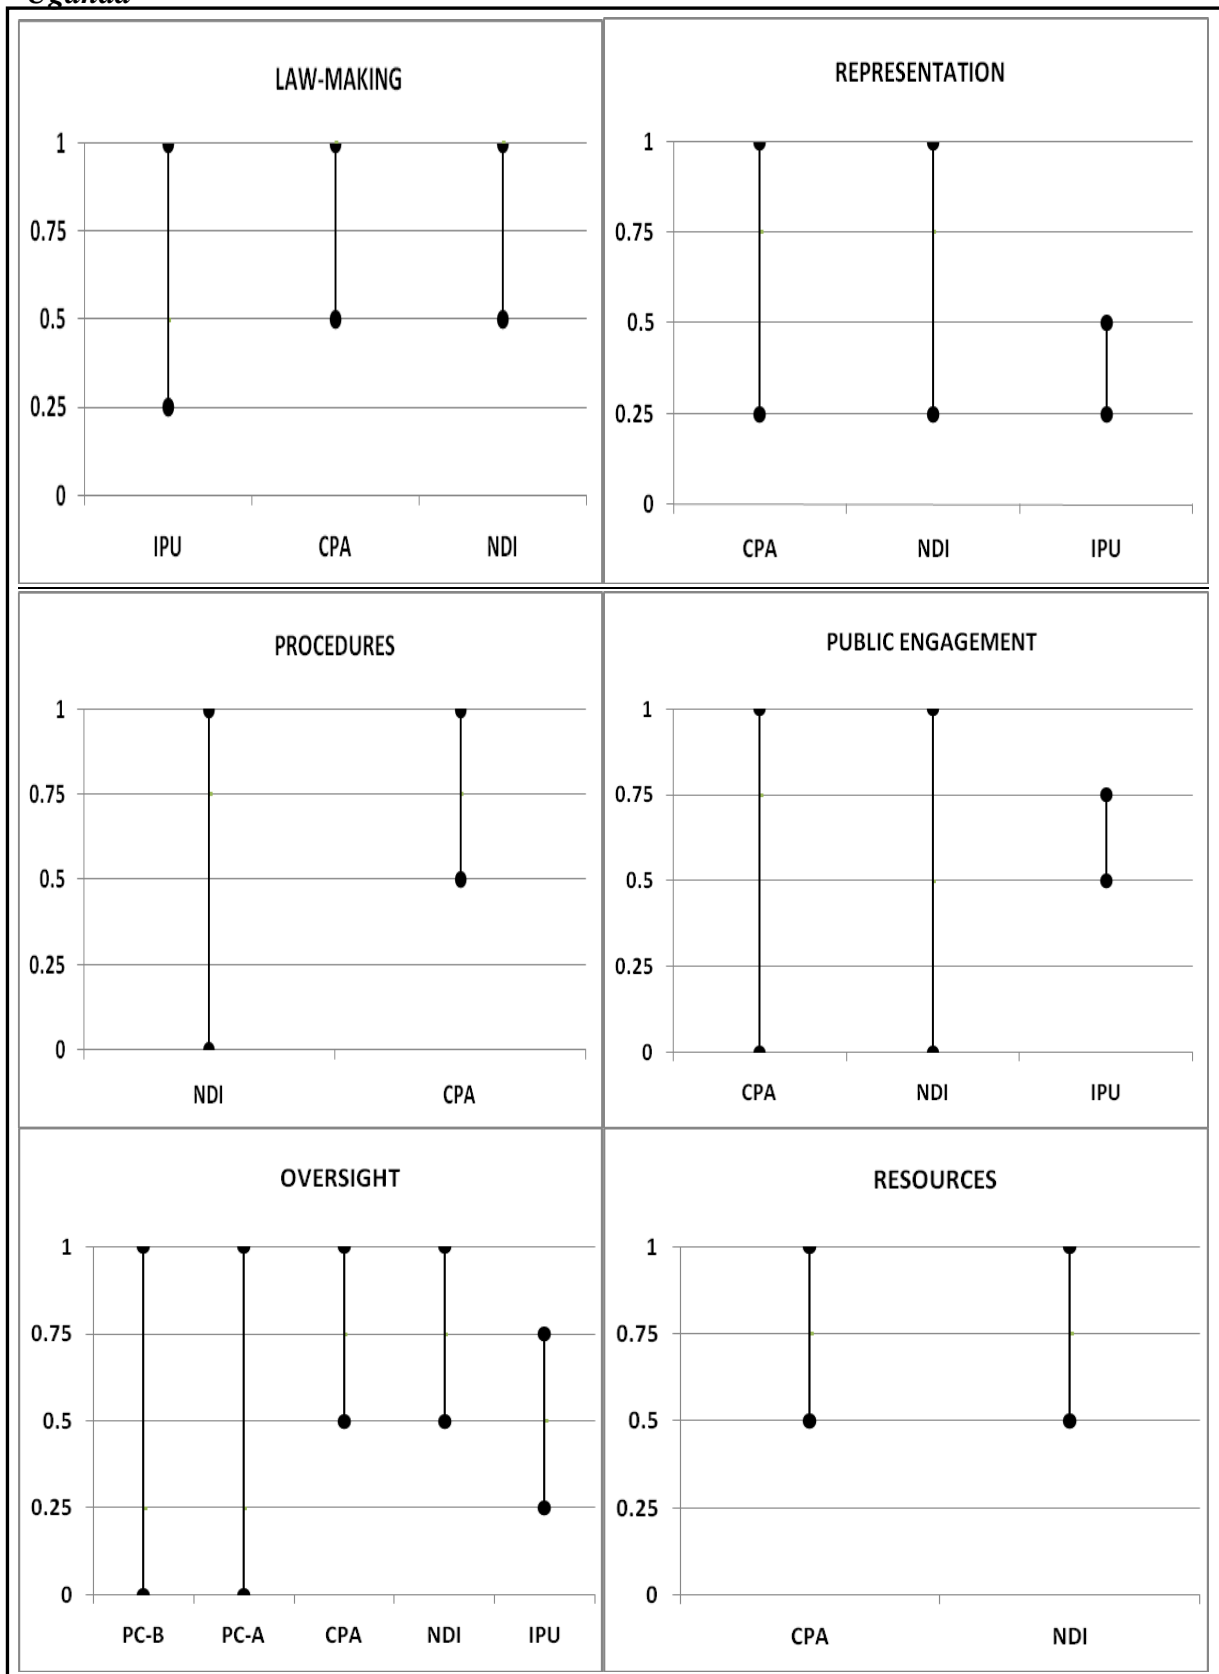 Uganda
LAW-MAKING
1
0.75
0.5
0.25
0
IPU CPA NDI
REPRESENTATION
1
0.75
0.5
0.25
0
CPA NDI IPU
PROCEDURES
1
0.75
0.5
0.25
0
NDI CPA
PUBLIC ENGAGEMENT
1
0.75
0.5
0.25
0
CPA NDI IPU
OVERSIGHT
1
0.75
0.5
0.25
0
PC-B PC-A CPA NDI IPU
RESOURCES
1
0.75
0.5
0.25
0
CPA NDI